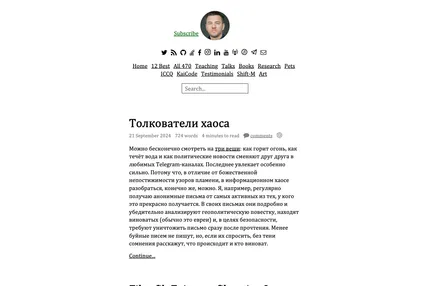 Subscribe
Home 12 Best All 470 Teaching Talks Books Research Pets
ICCQ KaiCode Testimonials Shift-M Art
Search...
Толкователи хаоса
21 September 2024 724 words 4 minutes to read comments
Можно бесконечно смотреть на три вещи: как горит огонь, как
течёт вода и как политические новости сменяют друг друга в
любимых Telegram-каналах. Последнее увлекает особенно
сильно. Потому что, в отличие от божественной
непостижимости узоров пламени, в информационном хаосе
разобраться, конечно же, можно. Я, например, регулярно
получаю анонимные письма от самых активных из тех, у кого
это прекрасно получается. В своих письмах они подробно и
убедительно анализируют геополитическую повестку, находят
виноватых (обычно это евреи) и, в целях безопасности,
требуют уничтожить письмо сразу после прочтения. Менее
буйные писем не пишут, но, если их спросить, без тени
сомнения расскажут, что происходит и кто виноват.
Continue...